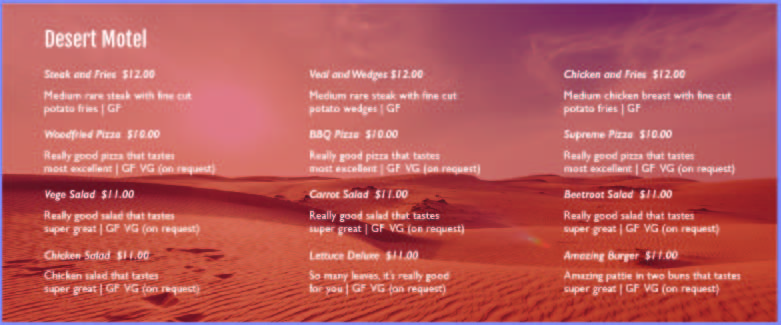 Desert Motel
Steak and Fries $12.00
Medium rare steak with fine cut
potato fries | GF
Woodfried Pizza $10.00
Really good pizza that tastes
most excellent | GF VG (on request)
Vege Salad $11.00
Really good salad that tastes
super great | GF VG (on request)
Chicken Salad $11.00
Chicken salad that tastes
super great | GF VG (on request)
Veal and Wedges $12.00
Medium rare steak with fine cut
potato wedges | GF
BBQ Pizza $10.00
Really good pizza that tastes
most excellent | GF VG (on request)
Carrot Salad $11.00
Really good salad that tastes
super great | GF VG (on request)
Lettuce Deluxe $11.00
So many leaves, it's really good
for you | GF VG (on request)
Chicken and Fries $12.00
Medium chicken breast with fine cut
potato fries | GF
Supreme Pizza $10.00
Really good pizza that tastes
most excellent | GF VG (on request)
Beetroot Salad $11.00
Really good salad that tastes
super great | GF VG (on request)
Amazing Burger $11.00
Amazing pattie in two buns that tastes
super great | GF VG (on request)